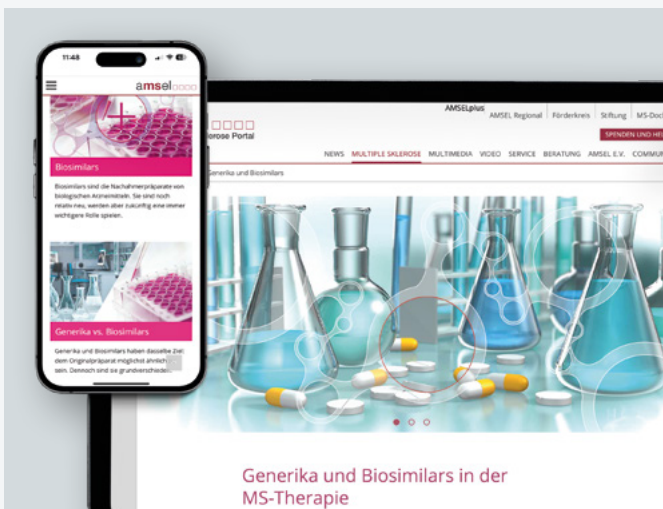 11:48
amsel
Biosimilars
Biosimilars sind die Nachahmerpräparate von
biologischen Arzneimitteln. Sie sind noch
relativ neu, werden aber zukünftig eine immer
wichtigere Rolle spielen.
Generika vs. Biosimilars
Generika und Biosimilars haben dasselbe Ziel:
dem Originalpräparat möglichst ähnlich
sein. Dennoch sind sie grundverschieden.
AMSELplus
AMSEL Regional Förderkreis Stiftung MS-Doc
lerose Portal
SPENDEN UND HEL
NEWS MULTIPLE SKLEROSE MULTIMEDIA VIDEO SERVICE BERATUNG AMSEL E.V. COMMUN
Generika und Biosimilars
Generika und Biosimilars in der
MS-Therapie